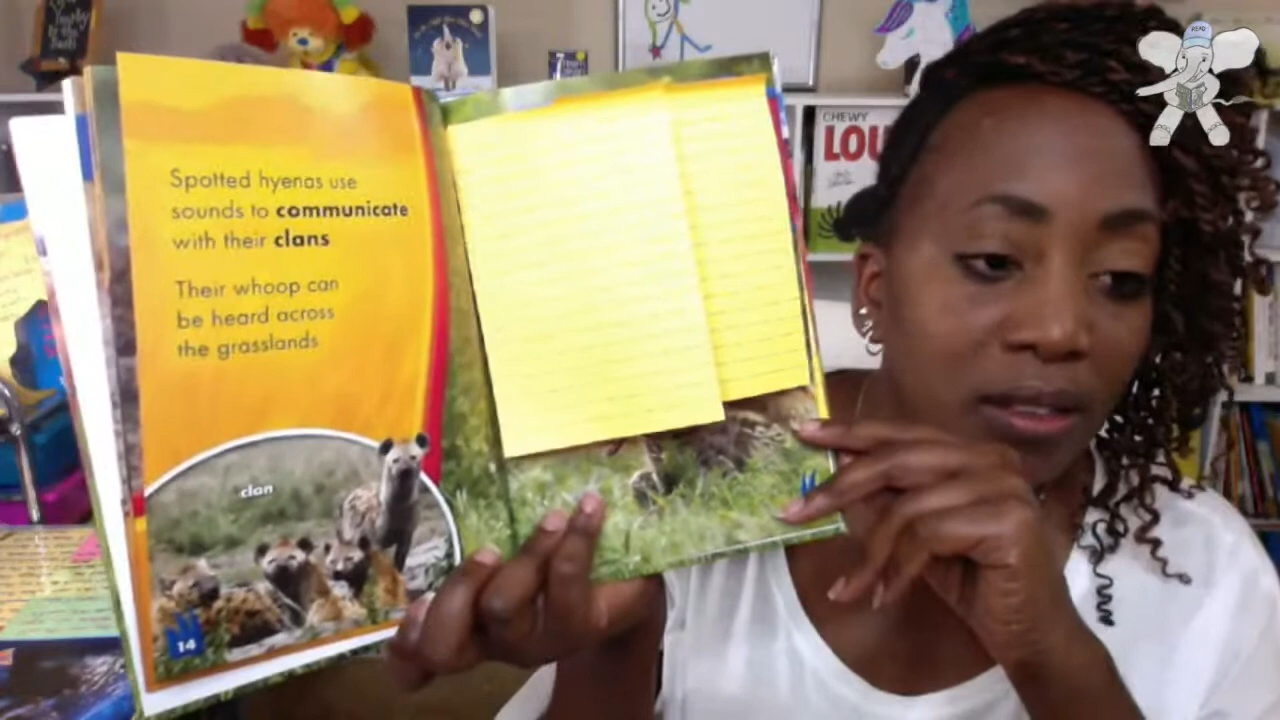 Spotted hyenas use
sounds to communicate
with their clans
Their whoop can
be heard across
the grasslands
clan
14
CHEWY
LOU
READ